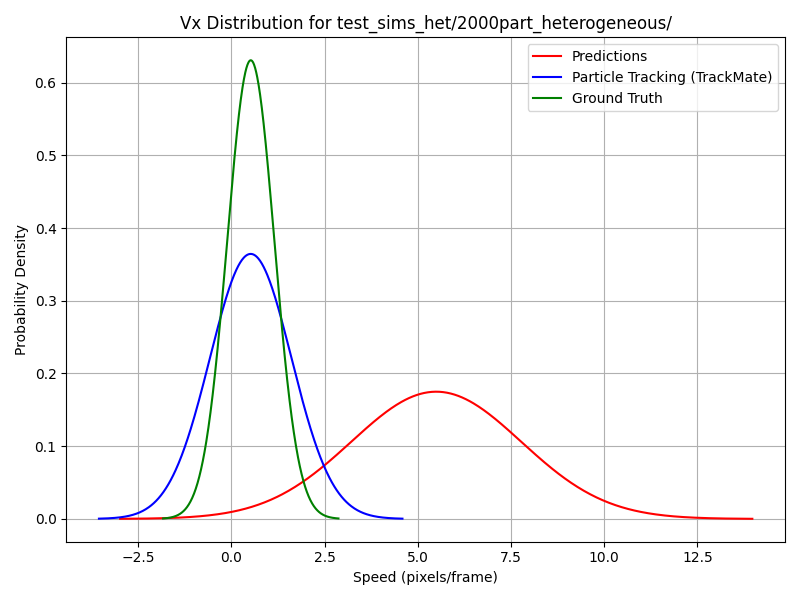 Vx Distribution for test_sims_het/2000part_heterogeneous/
Predictions
Particle Tracking (TrackMate)
Ground Truth
Probability Density
0.6
0.5
0.4
0.3
0.2
0.1
0.0
−2.5 0.0 2.5 5.0 7.5 10.0 12.5
Speed (pixels/frame)